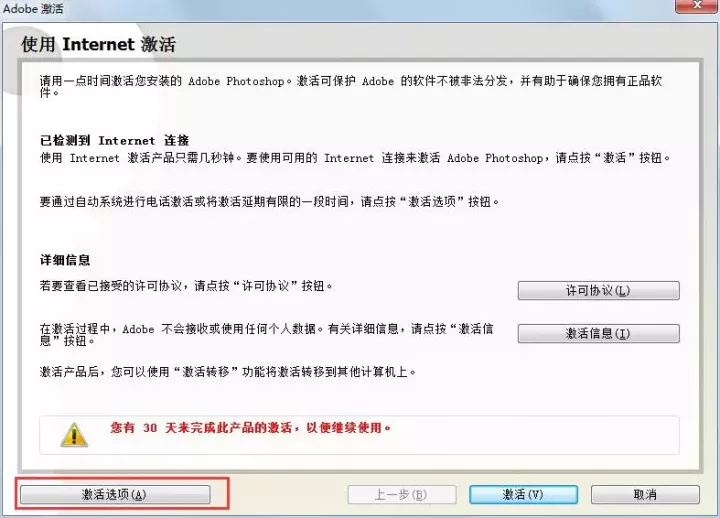 Adobe 激活
使用 Internet 激活
请用一点时间激活您安装的 Adobe Photoshop。激活可保护 Adobe 的软件不被非法分发，并有助于确保您拥有正品软
件。
已检测到 Internet 连接
使用 Internet 激活产品只需几秒钟。要使用可用的 Internet 连接来激活 Adobe Photoshop，请点按“激活”按钮。
要通过自动系统进行电话激活或将激活延期有限的一段时间，请点按“激活选项”按钮。
详细信息
若要查看已接受的许可协议，请点按“许可协议”按钮。
许可协议(L)
在激活过程中，Adobe 不会接收或使用任何个人数据。有关详细信息，请点按“激活信
息”按钮。
激活信息(I)
激活产品后，您可以使用“激活转移”功能将激活转移到其他计算机上。
您有 30 天来完成此产品的激活，以便继续使用。
激活选项(A)
上一步(B)
激活(V)
取消